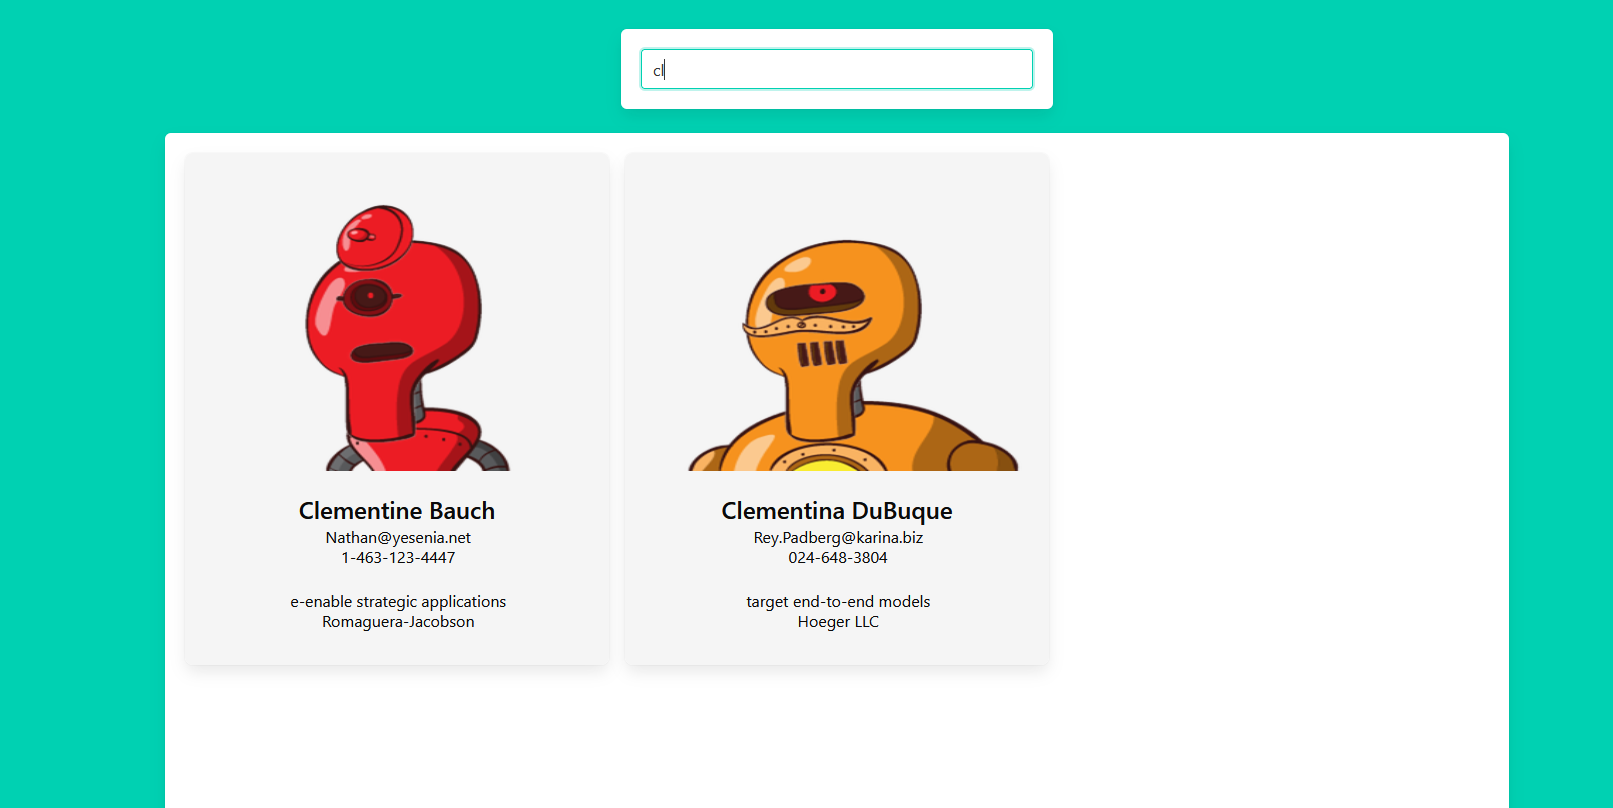 cl
Clementine Bauch
Nathan@yesenia.net
1-463-123-4447
e-enable strategic applications
Romaguera-Jacobson
Clementina DuBuque
Rey.Padberg@karina.biz
024-648-3804
target end-to-end models
Hoeger LLC